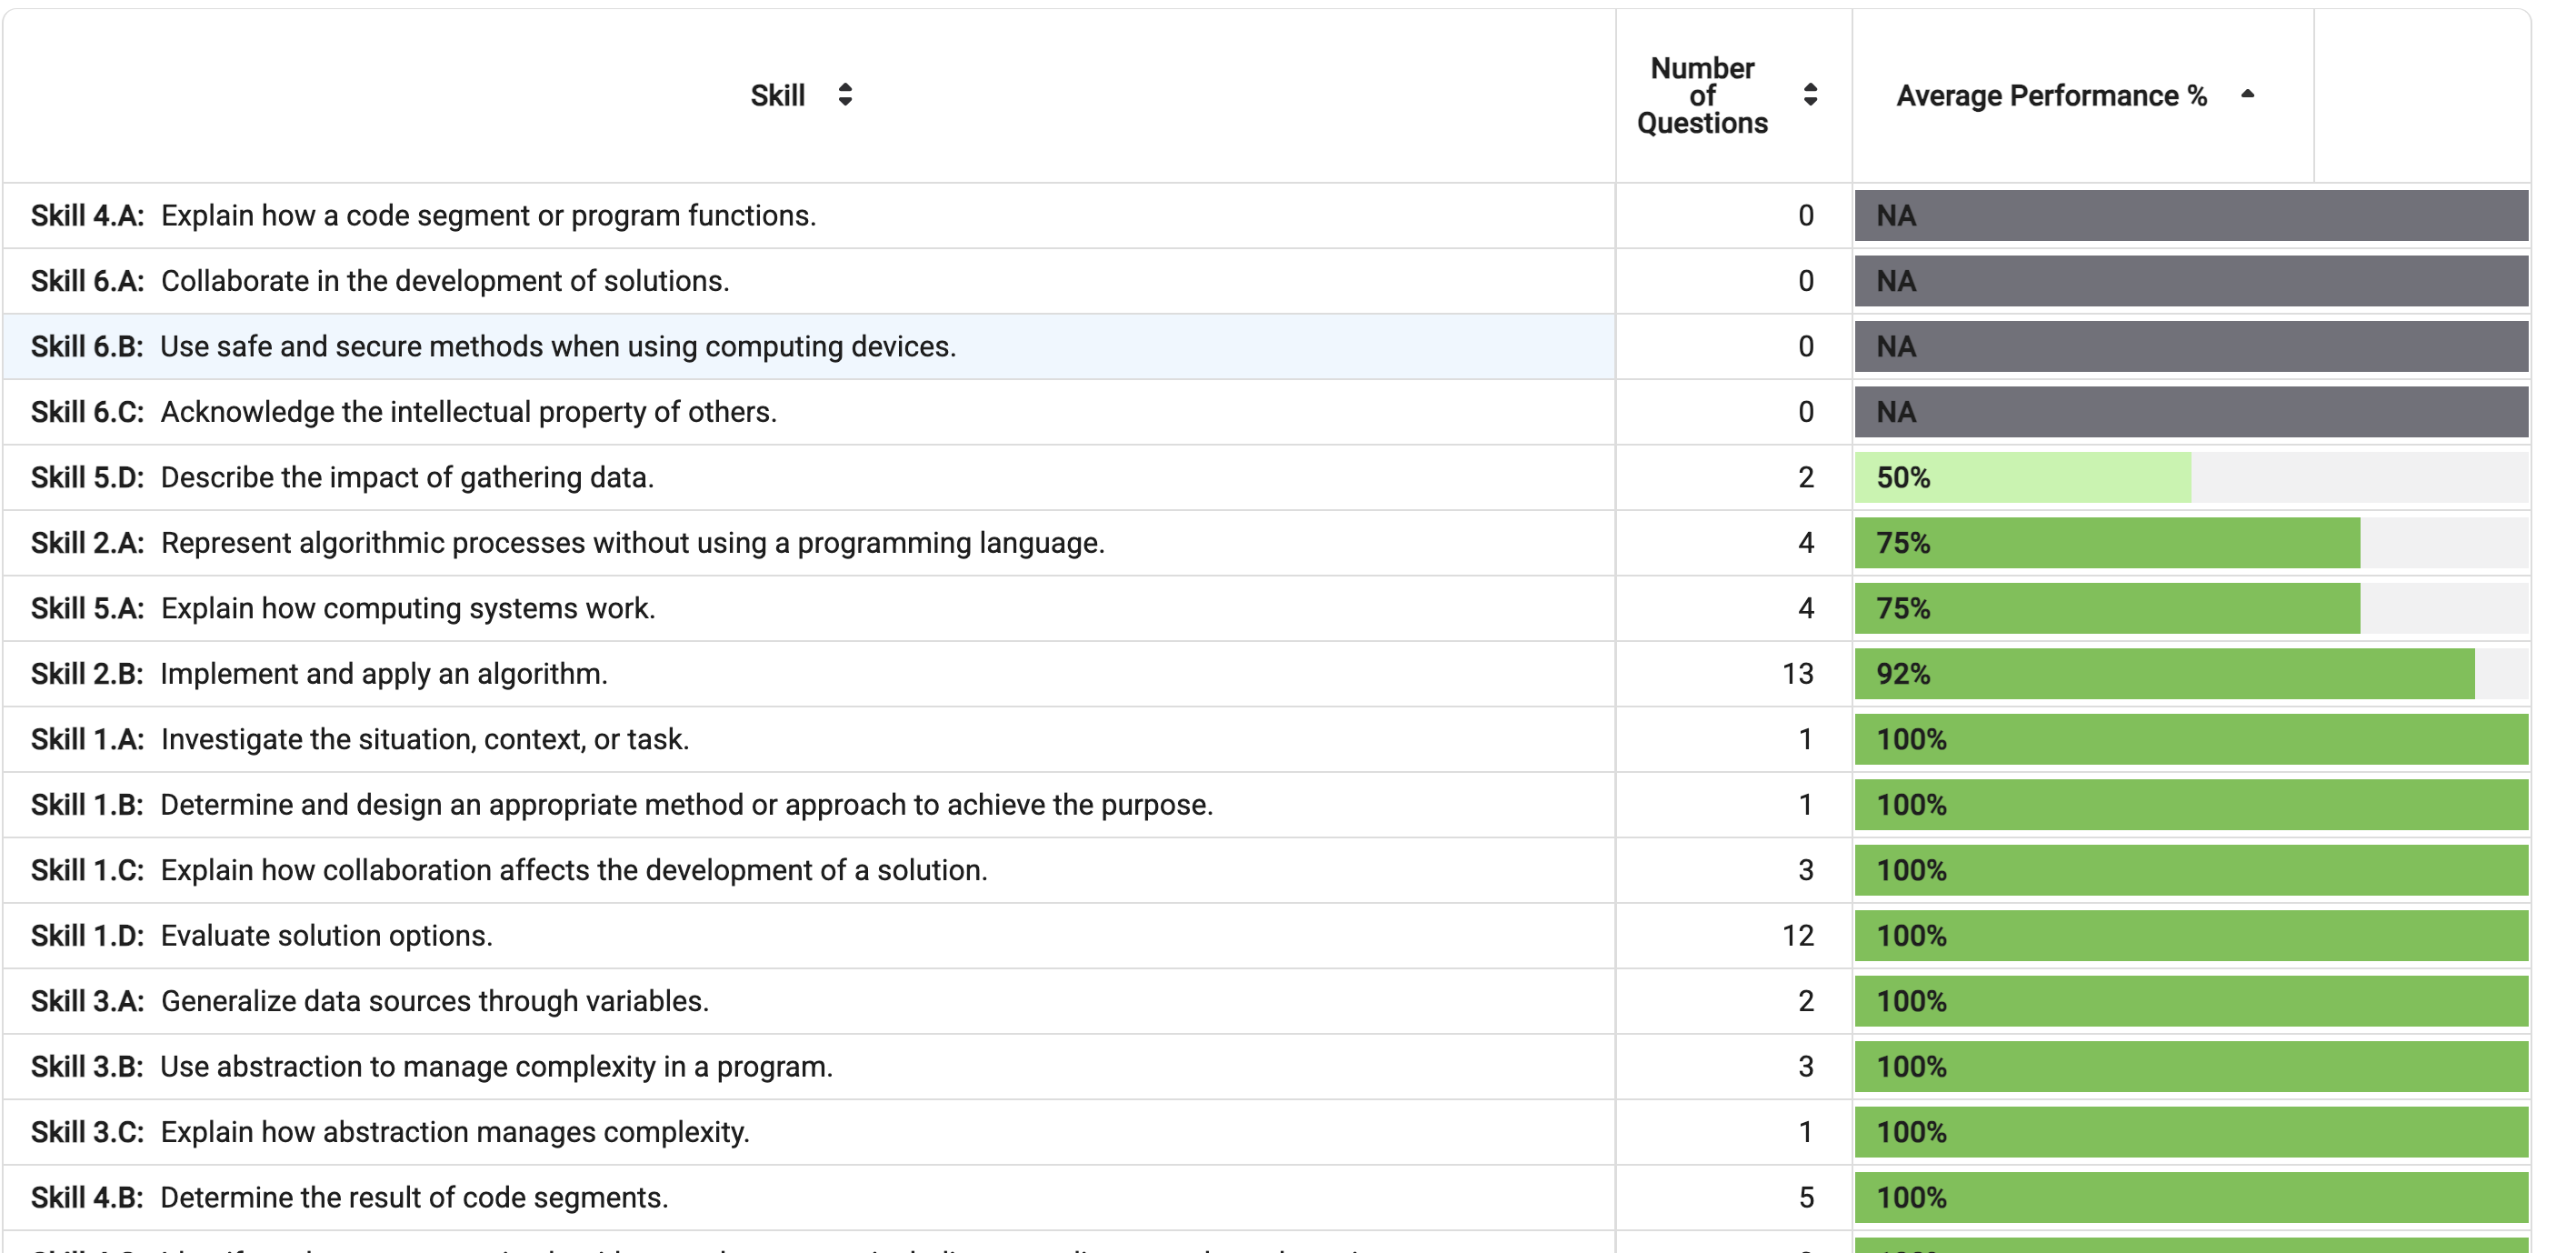 Skill
Number
of
Questions
Average Performance %
Skill 4.A: Explain how a code segment or program functions. 0 NA
Skill 6.A: Collaborate in the development of solutions. 0 NA
Skill 6.B: Use safe and secure methods when using computing devices. 0 NA
Skill 6.C: Acknowledge the intellectual property of others. 0 NA
Skill 5.D: Describe the impact of gathering data. 2 50%
Skill 2.A: Represent algorithmic processes without using a programming language. 4 75%
Skill 5.A: Explain how computing systems work. 4 75%
Skill 2.B: Implement and apply an algorithm. 13 92%
Skill 1.A: Investigate the situation, context, or task. 1 100%
Skill 1.B: Determine and design an appropriate method or approach to achieve the purpose. 1 100%
Skill 1.C: Explain how collaboration affects the development of a solution. 3 100%
Skill 1.D: Evaluate solution options. 12 100%
Skill 3.A: Generalize data sources through variables. 2 100%
Skill 3.B: Use abstraction to manage complexity in a program. 3 100%
Skill 3.C: Explain how abstraction manages complexity. 1 100%
Skill 4.B: Determine the result of code segments. 5 100%